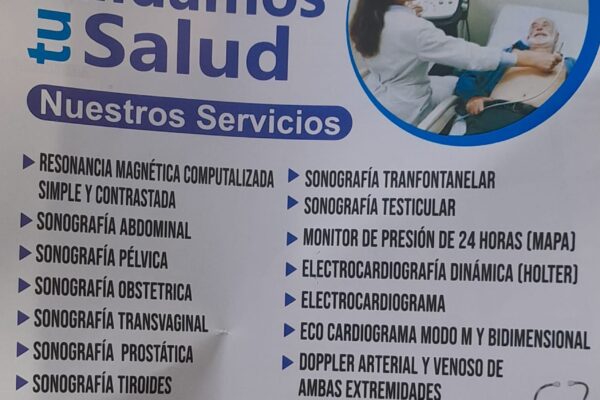 tu
Salud
Nuestros Servicios
RESONANCIA MAGNÉTICA COMPUTALIZADA
SIMPLE Y CONTRASTADA
SONOGRAFÍA ABDOMINAL
SONOGRAFÍA PÉLVICA
SONOGRAFÍA OBSTETRICA
SONOGRAFÍA TRANSVAGINAL
SONOGRAFÍA PROSTÁTICA
SONOGRAFÍA TIROIDES
SONOGRAFÍA TRANFONTANELAR
SONOGRAFÍA TESTICULAR
MONITOR DE PRESIÓN DE 24 HORAS (MAPA)
ELECTROCARDIOGRAFÍA DINÁMICA (HOLTER)
ELECTROCARDIOGRAMA
ECO CARDIOGRAMA MODO M Y BIDIMENSIONAL
DOPPLER ARTERIAL Y VENOSO DE
AMBAS EXTREMIDADES